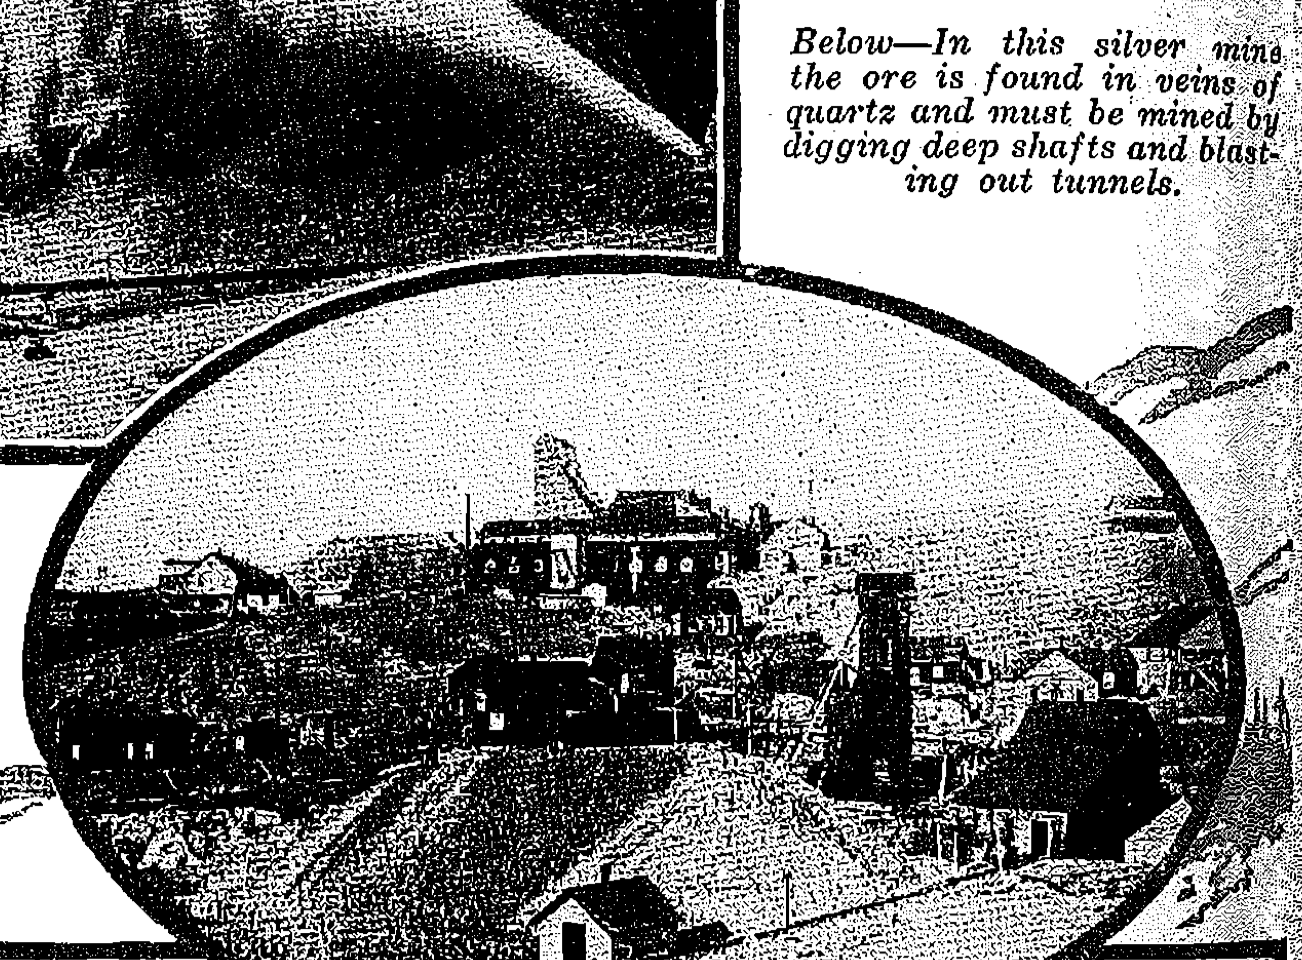 Below—In this silver mine
the ore is found in veins of
quartz and must be mined by
digging deep shafts and blast-
ing out tunnels.